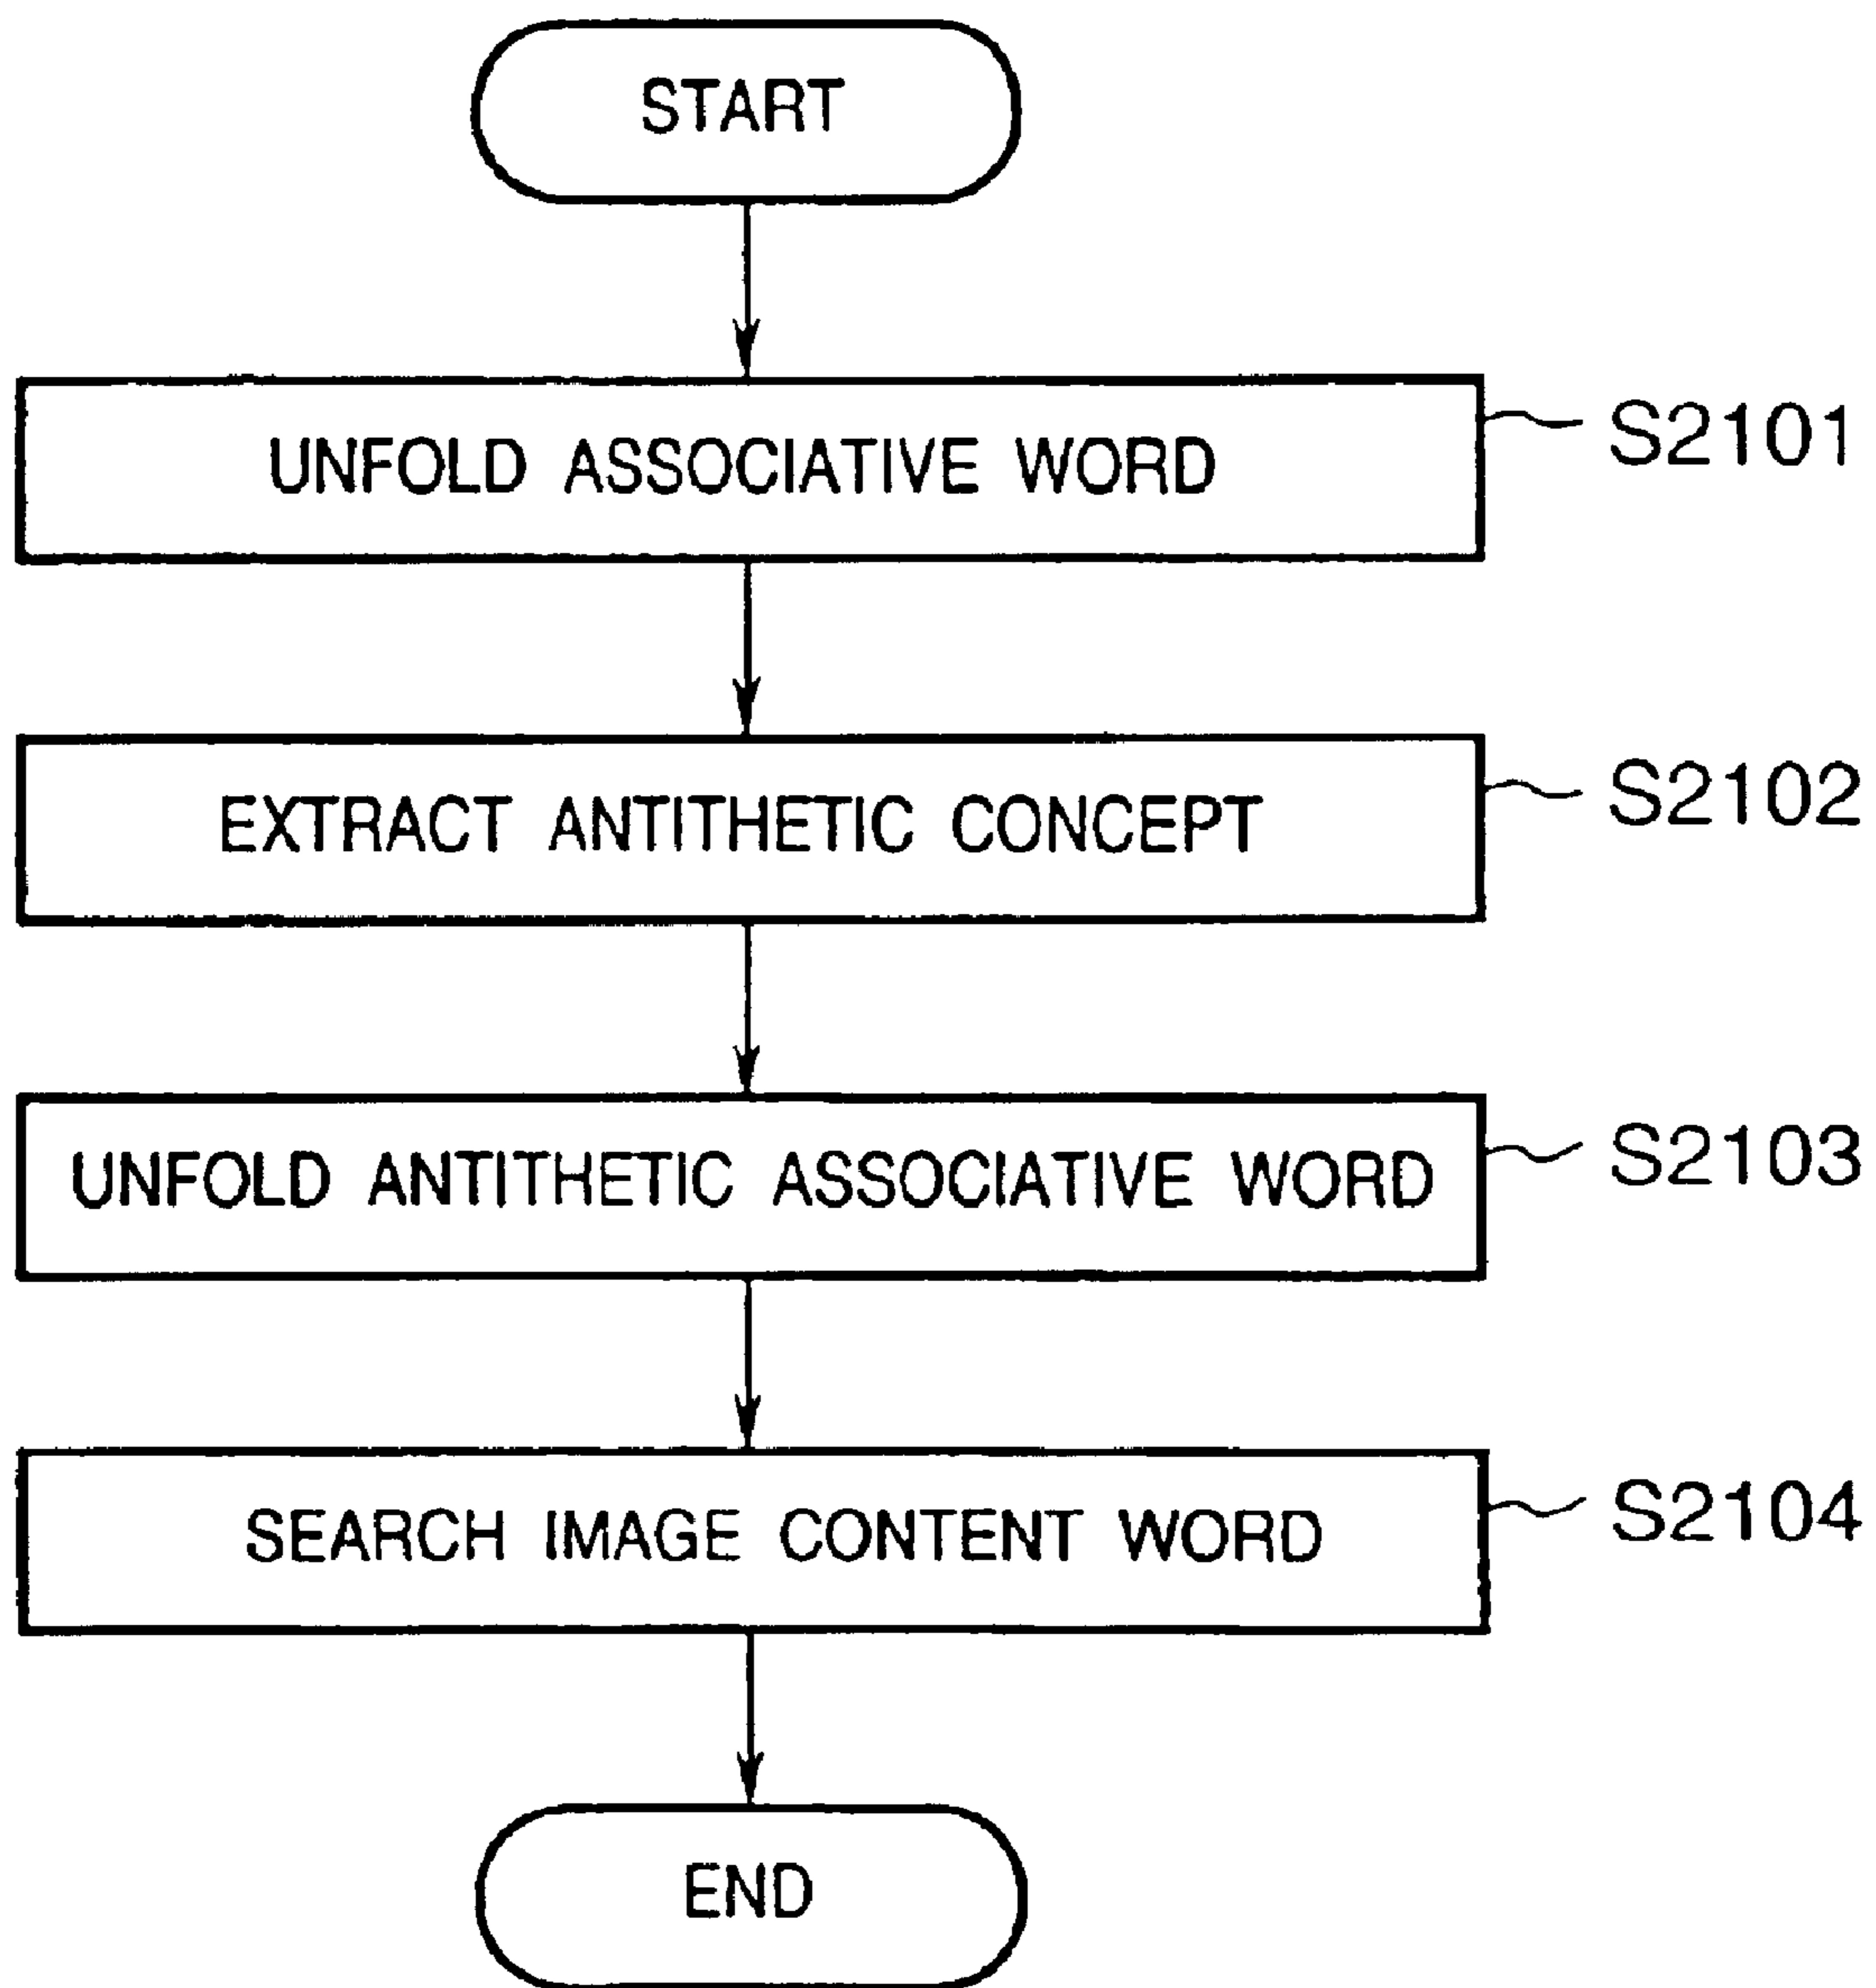 START
UNFOLD ASSOCIATIVE WORD
S2101
EXTRACT ANTITHETIC CONCEPT
S2102
UNFOLD ANTITHETIC ASSOCIATIVE WORD
S2103
SEARCH IMAGE CONTENT WORD
S2104
END